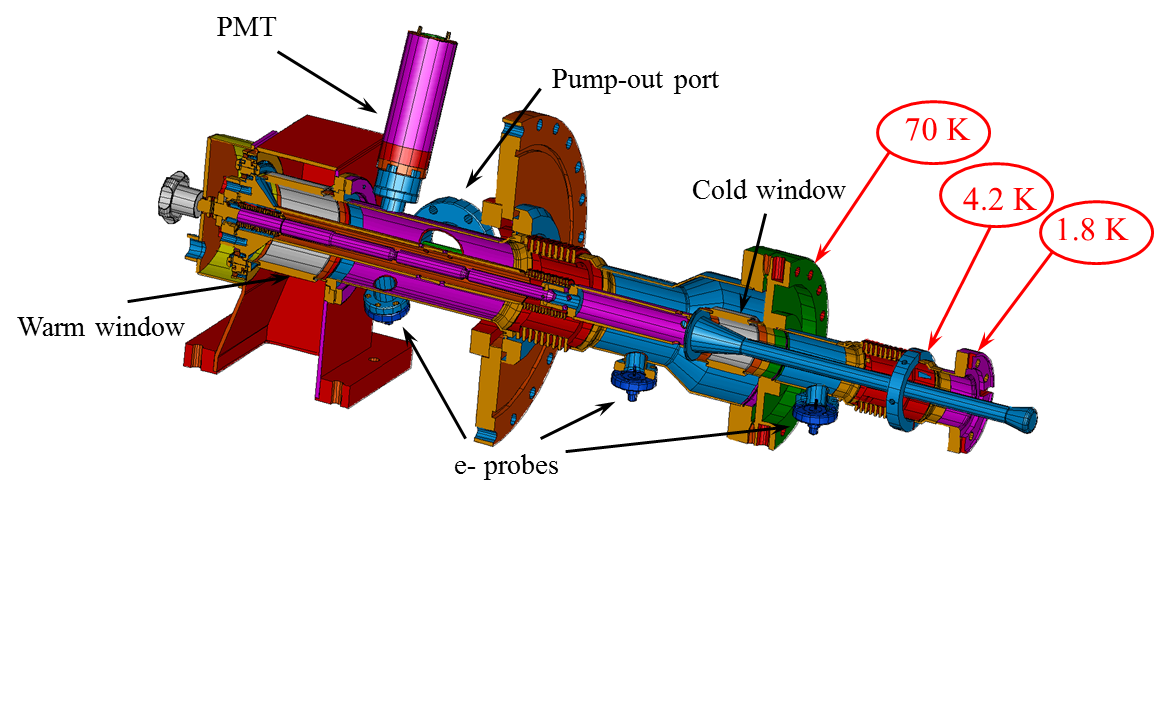 PMT
Pump-out port
70 K
Cold window
4.2 K
1.8 K
Warm window
e- probes